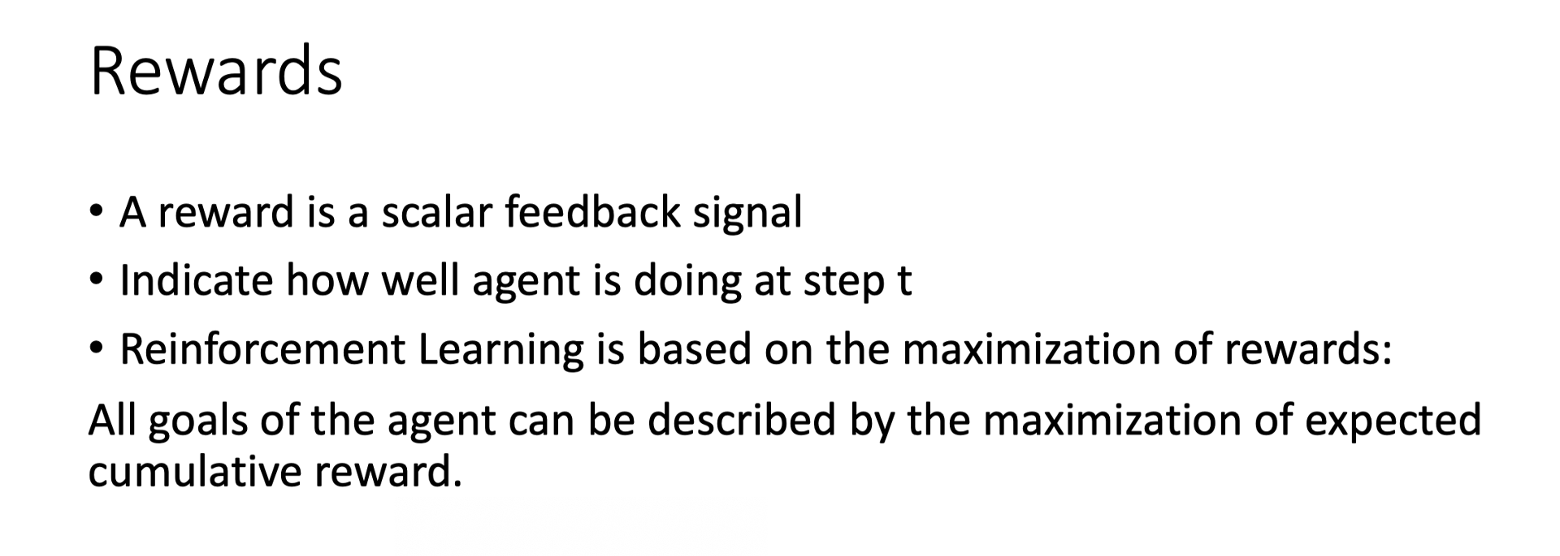 Rewards
• A reward is a scalar feedback signal
• Indicate how well agent is doing at step t
• Reinforcement Learning is based on the maximization of rewards:
All goals of the agent can be described by the maximization of expected
cumulative reward.